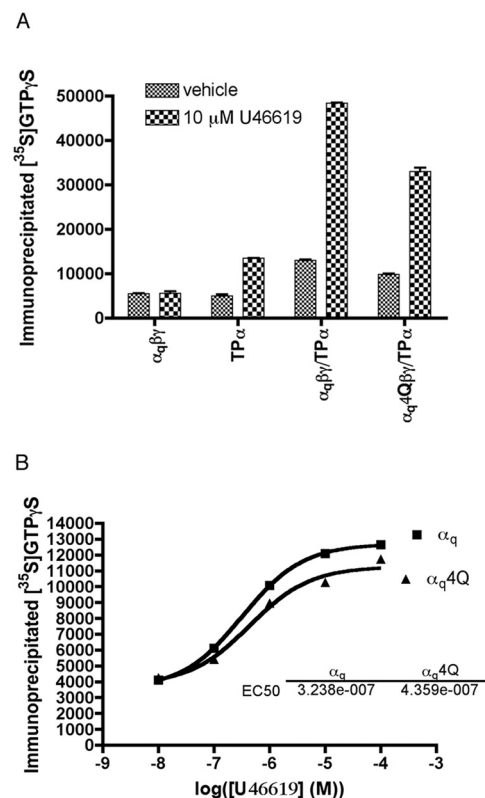 A
Immunoprecipitated [³⁵S]GTPγS
50000
40000
30000
20000
10000
0
vehicle
10 μM U46619
αqβγ
TPα
αqβγ/TPα
αq4Qβγ/TPα
B
Immunoprecipitated [³⁵S]GTPγS
14000
13000
12000
11000
10000
9000
8000
7000
6000
5000
4000
3000
2000
1000
0
αq
αq4Q
αq αq4Q
EC50 3.238e-007 4.359e-007
-9 -8 -7 -6 -5 -4 -3
log([U46619] (M))